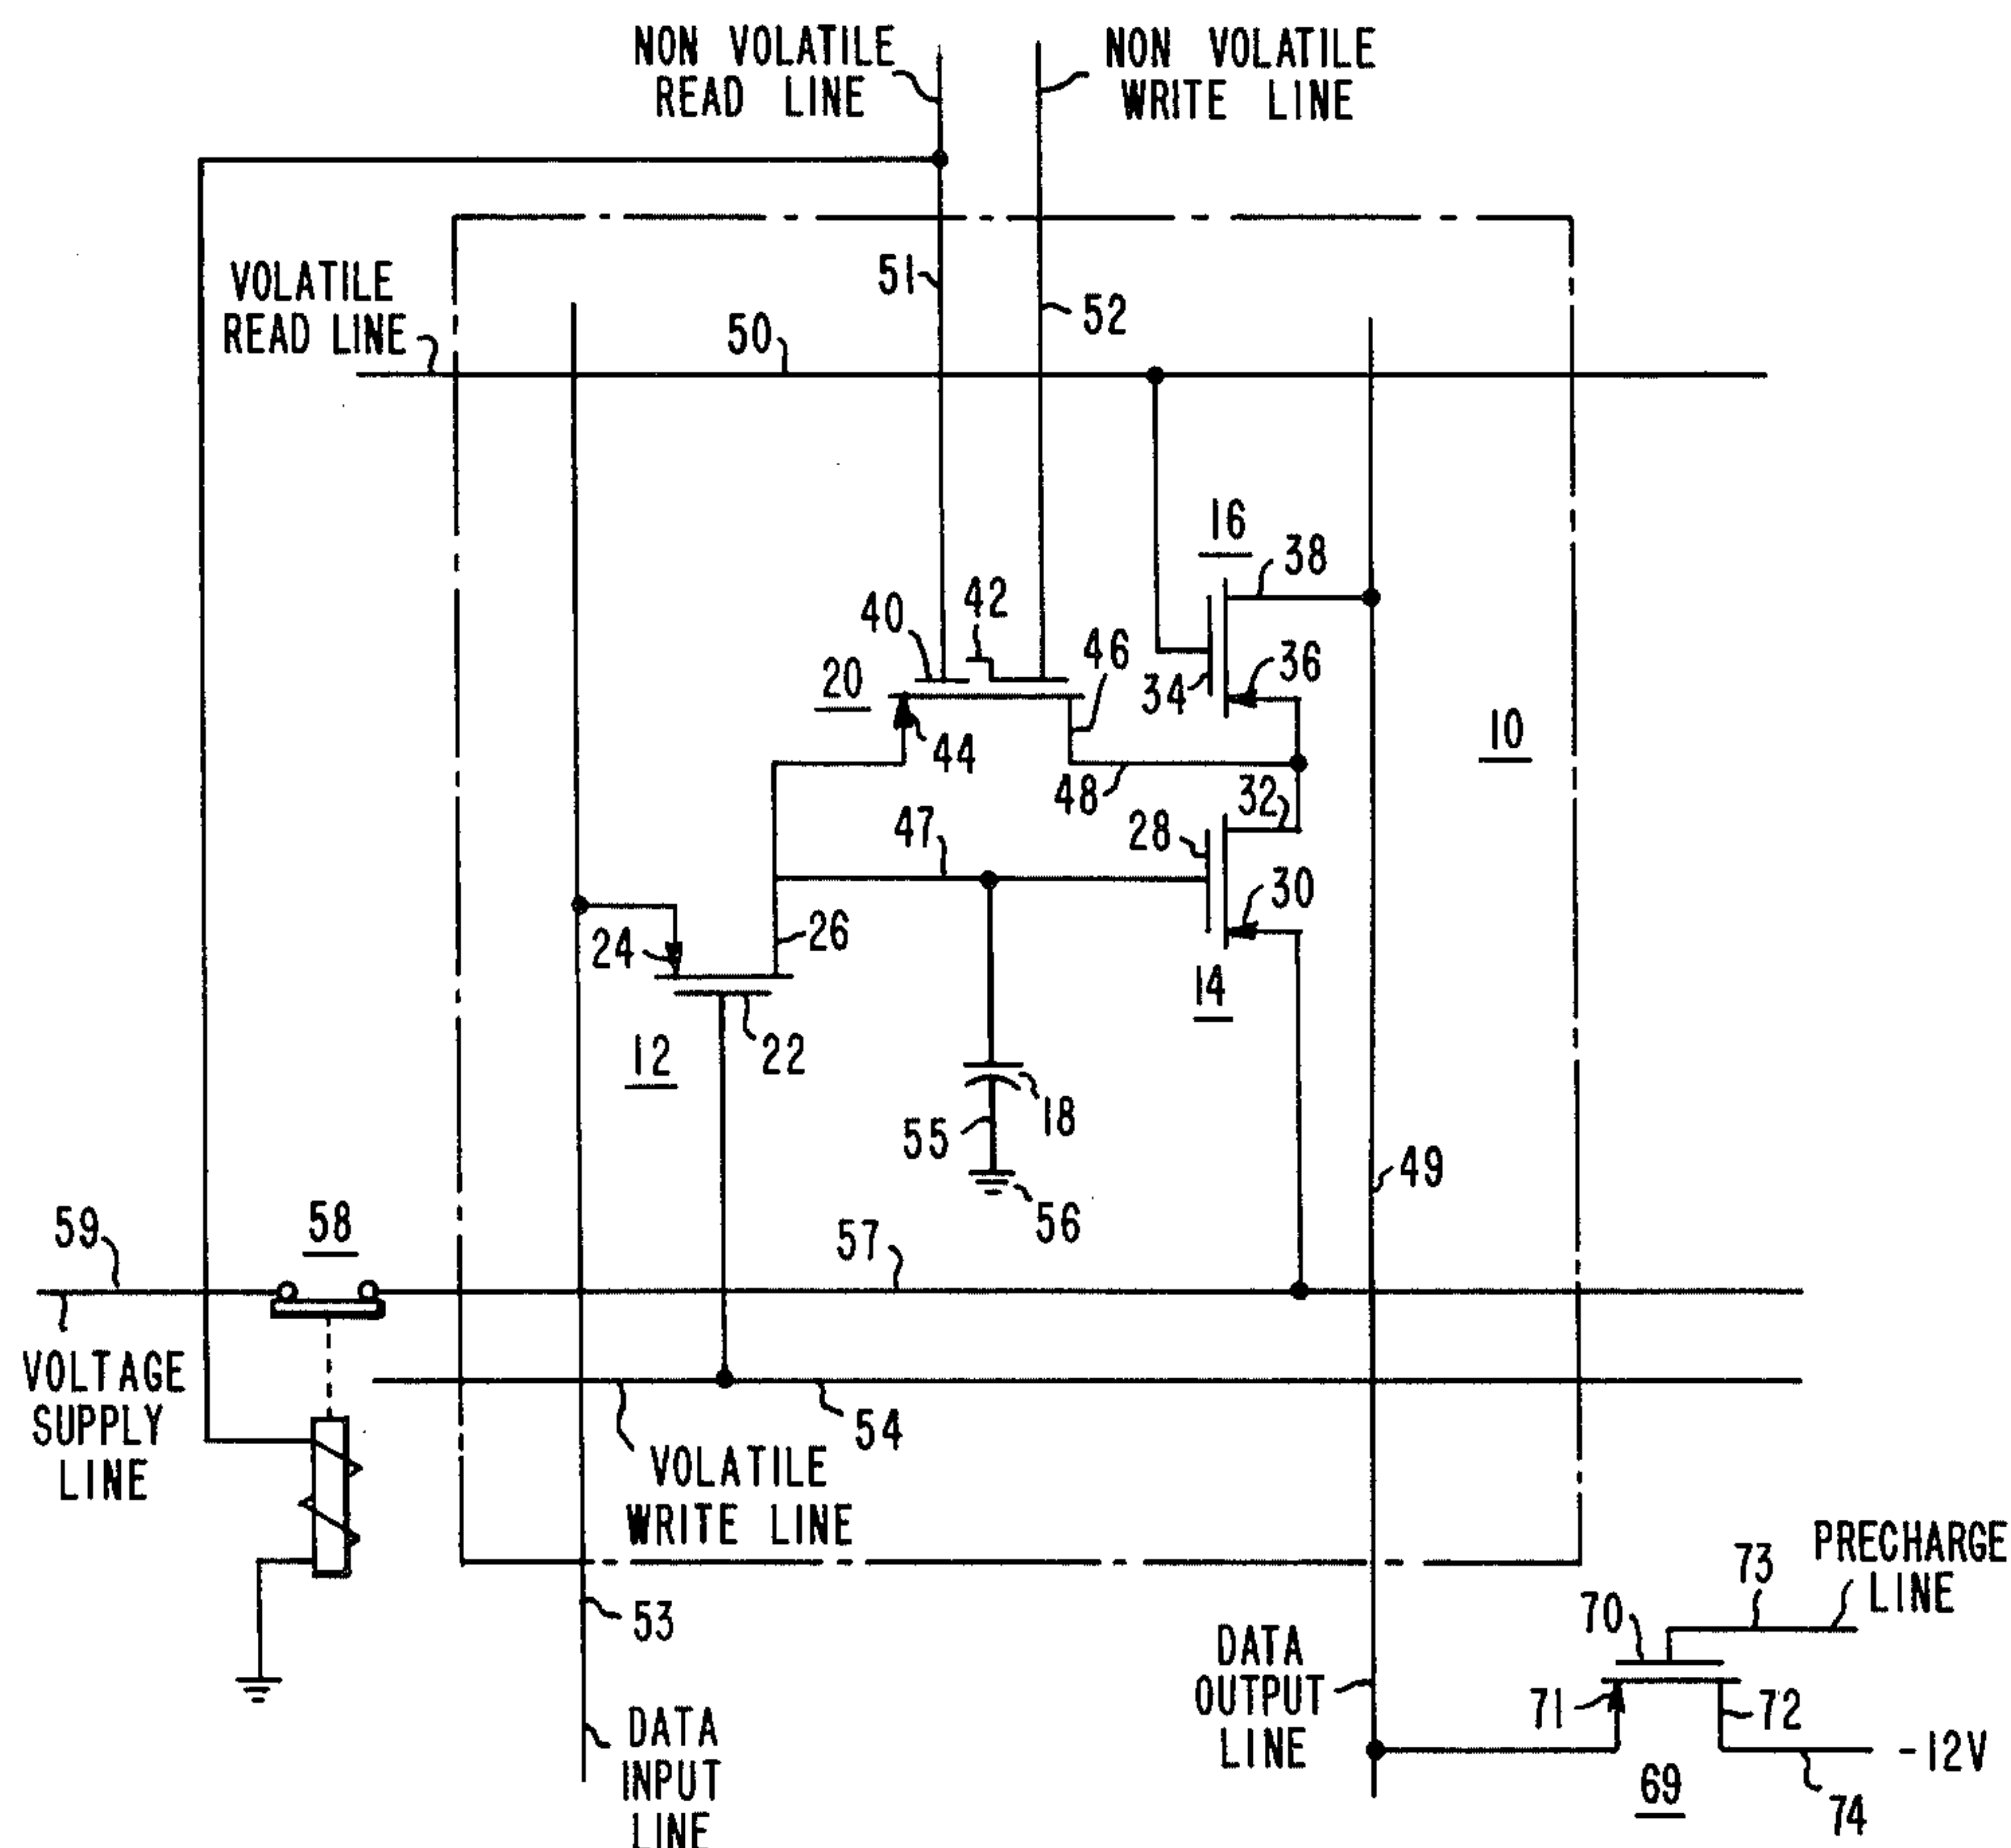 NON VOLATILE
READ LINE
NON VOLATILE
WRITE LINE
51
52
VOLATILE
READ LINE
50
16
38
42
40
46
20
36
34
44
10
48
32
47
28
30
24
26
14
12
22
18
55
56
49
59
58
57
VOLTAGE
SUPPLY
LINE
54
VOLATILE
WRITE LINE
53
PRECHARGE
LINE
73
70
DATA
OUTPUT
LINE
71
72
-12V
69
74
DATA
INPUT
LINE